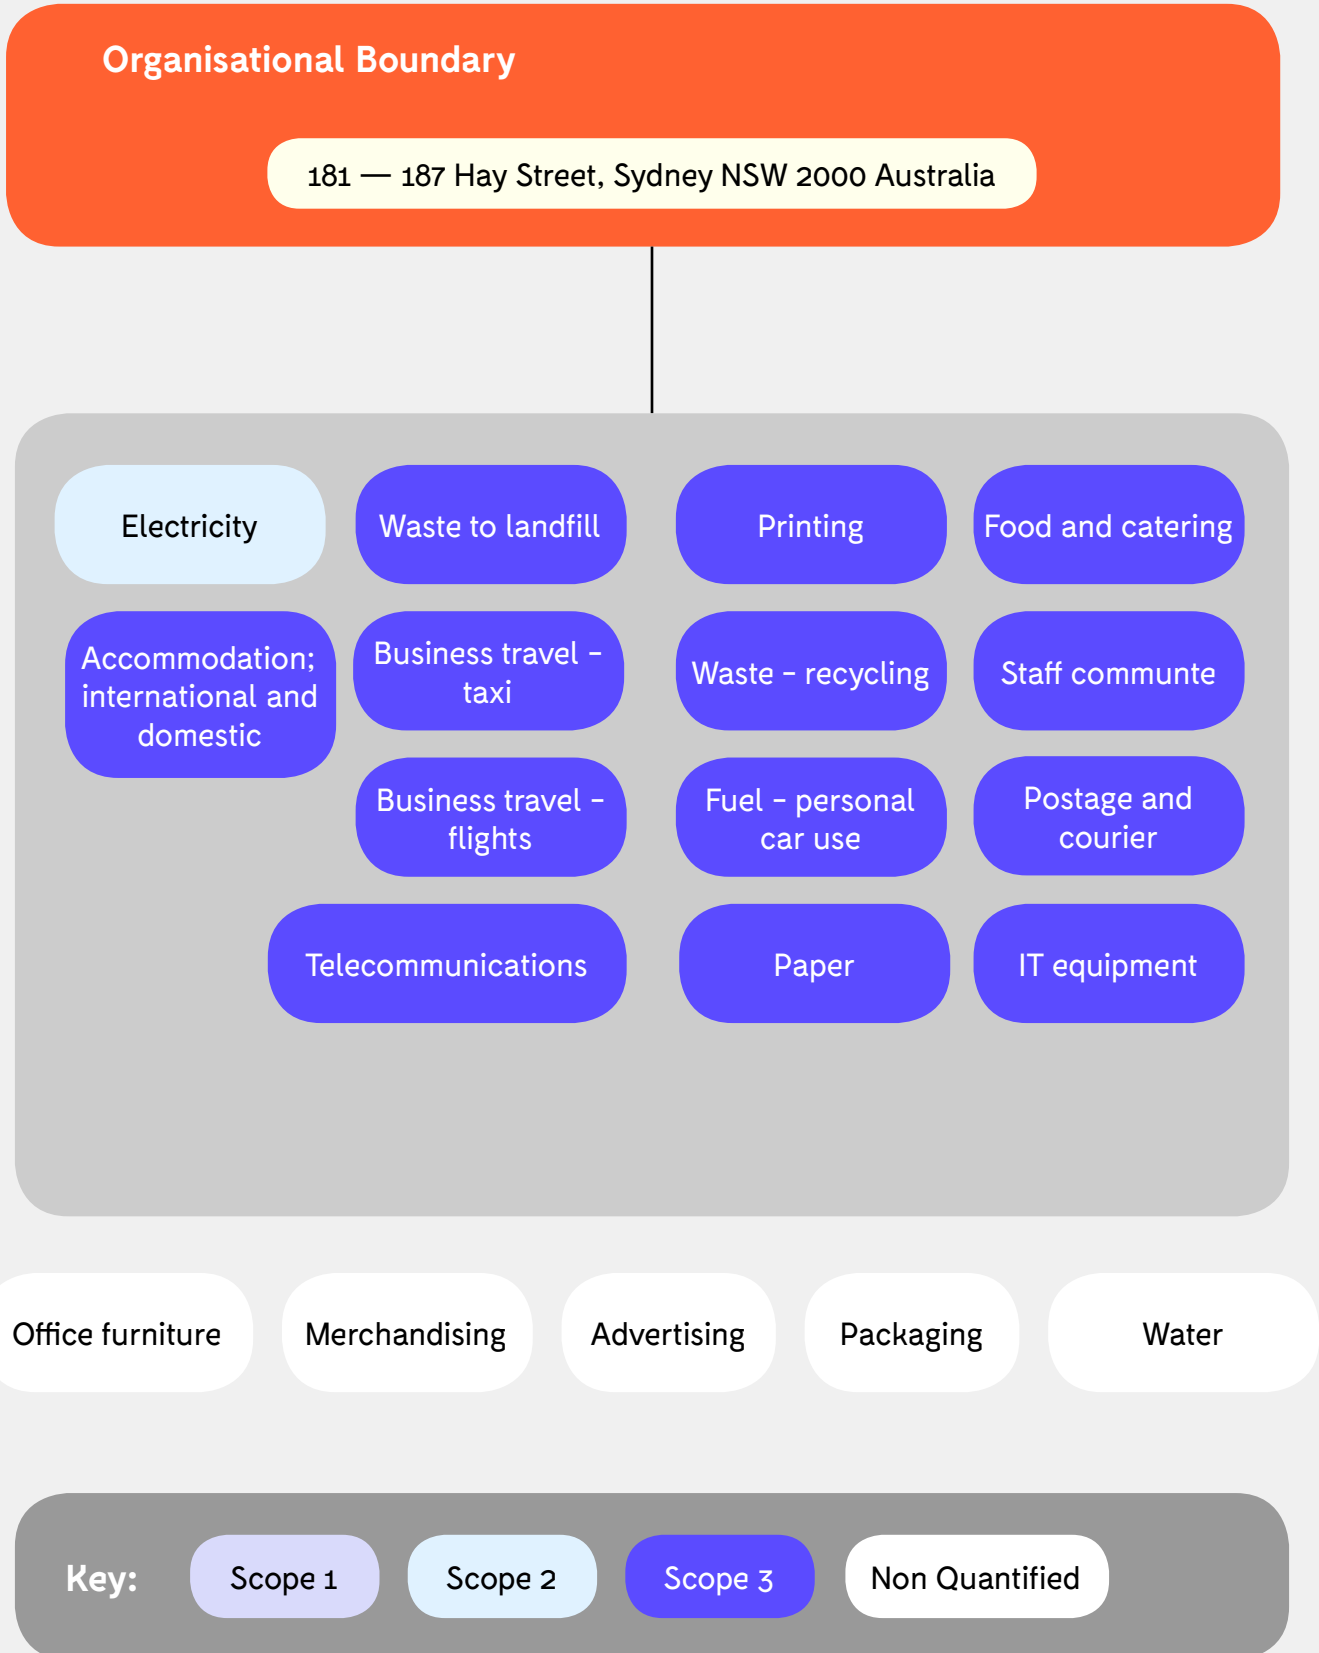 Organisational Boundary
181 — 187 Hay Street, Sydney NSW 2000 Australia
Electricity
Waste to landfill
Printing
Food and catering
Accommodation;
international and
domestic
Business travel –
taxi
Waste – recycling
Staff communte
Business travel –
flights
Fuel – personal
car use
Postage and
courier
Telecommunications
Paper
IT equipment
Office furniture
Merchandising
Advertising
Packaging
Water
Key:
Scope 1
Scope 2
Scope 3
Non Quantified